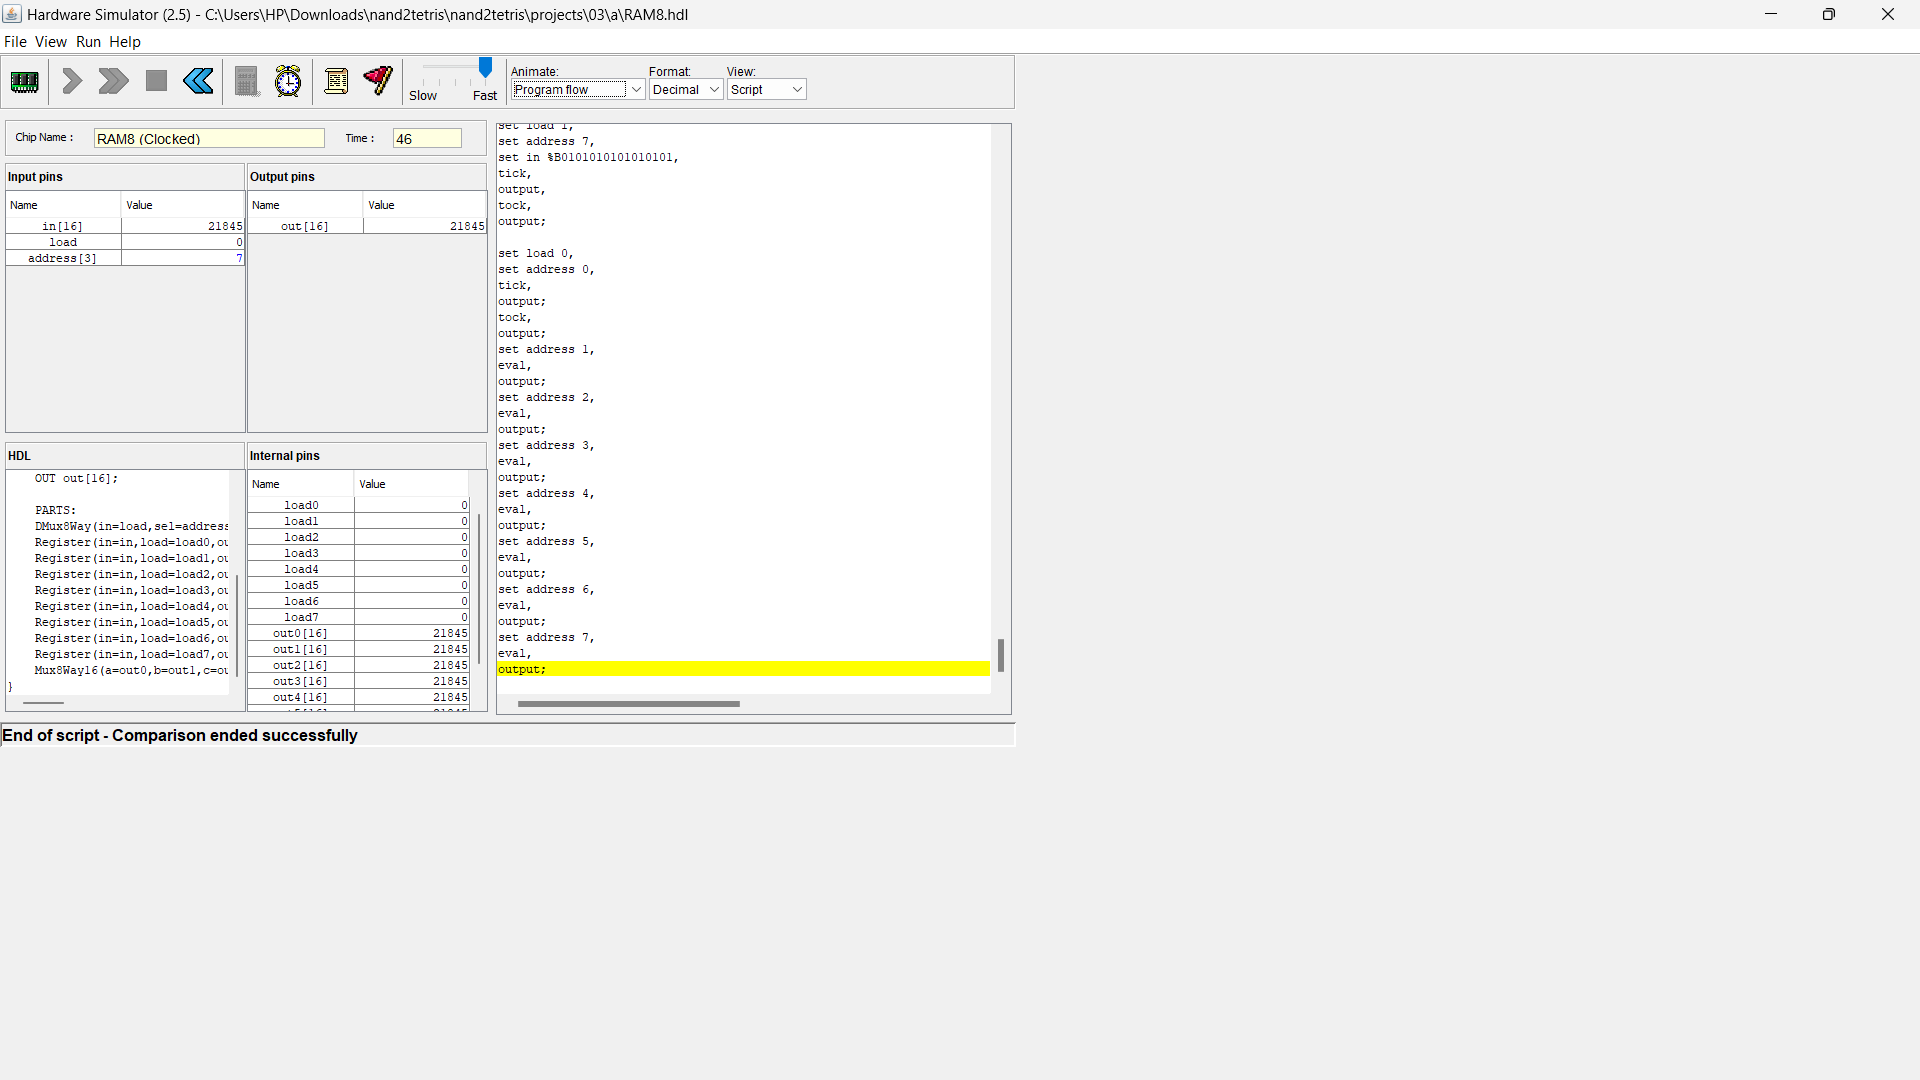 Hardware Simulator (2.5) - C:\Users\HP\Downloads\nand2tetris\nand2tetris\projects\03\a\RAM8.hdl
File View Run Help
Slow Fast
Animate: Format: View:
Program flow Decimal Script
Chip Name : RAM8 (Clocked) Time : 46
Input pins
Name Value
in[16] 21845
load 0
address[3] 7
Output pins
Name Value
out[16] 21845
HDL
OUT out[16];
PARTS:
DMux8Way(in=load,sel=address
Register(in=in,load=load0,ou
Register(in=in,load=load1,ou
Register(in=in,load=load2,ou
Register(in=in,load=load3,ou
Register(in=in,load=load4,ou
Register(in=in,load=load5,ou
Register(in=in,load=load6,ou
Register(in=in,load=load7,ou
Mux8Way16(a=out0,b=out1,c=ou
}
Internal pins
Name Value
load0 0
load1 0
load2 0
load3 0
load4 0
load5 0
load6 0
load7 0
out0[16] 21845
out1[16] 21845
out2[16] 21845
out3[16] 21845
out4[16] 21845
set load 1,
set address 7,
set in %B0101010101010101,
tick,
output,
tock,
output;
set load 0,
set address 0,
tick,
output;
tock,
output;
set address 1,
eval,
output;
set address 2,
eval,
output;
set address 3,
eval,
output;
set address 4,
eval,
output;
set address 5,
eval,
output;
set address 6,
eval,
output;
set address 7,
eval,
output;
End of script - Comparison ended successfully